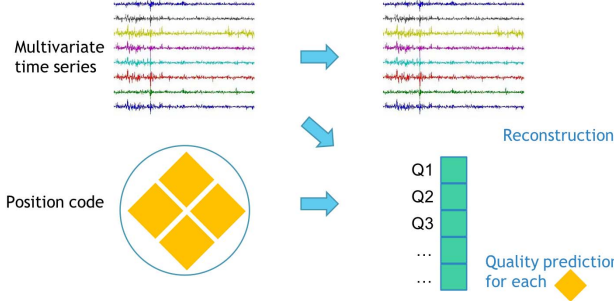 Multivariate
time series
Reconstruction
Position code
Q1
Q2
Q3
...
...
Quality prediction
for each